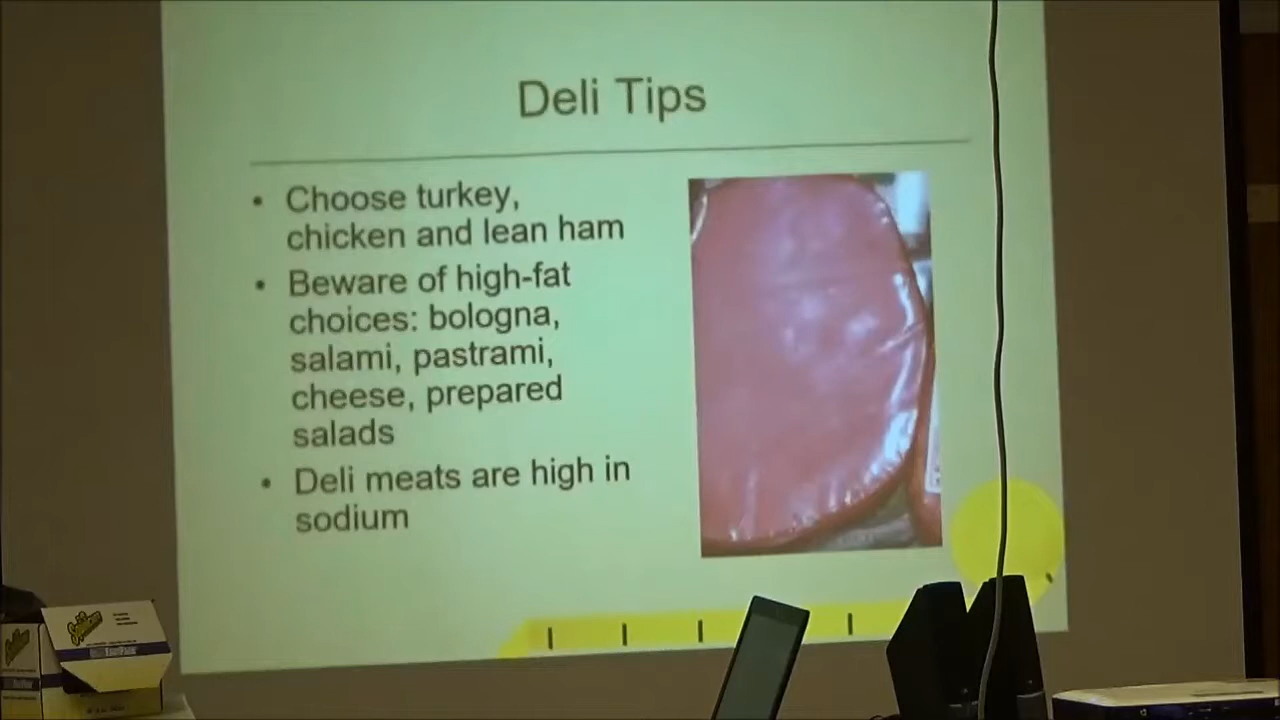 Deli Tips
• Choose turkey,
chicken and lean ham
• Beware of high-fat
choices: bologna,
salami, pastrami,
cheese, prepared
salads
• Deli meats are high in
sodium
Sqwincher